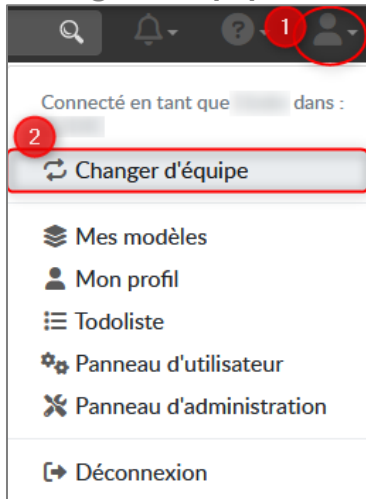 1
Connecté en tant que dans :
2
Changer d'équipe
Mes modèles
Mon profil
Todoliste
Panneau d'utilisateur
Panneau d'administration
Déconnexion